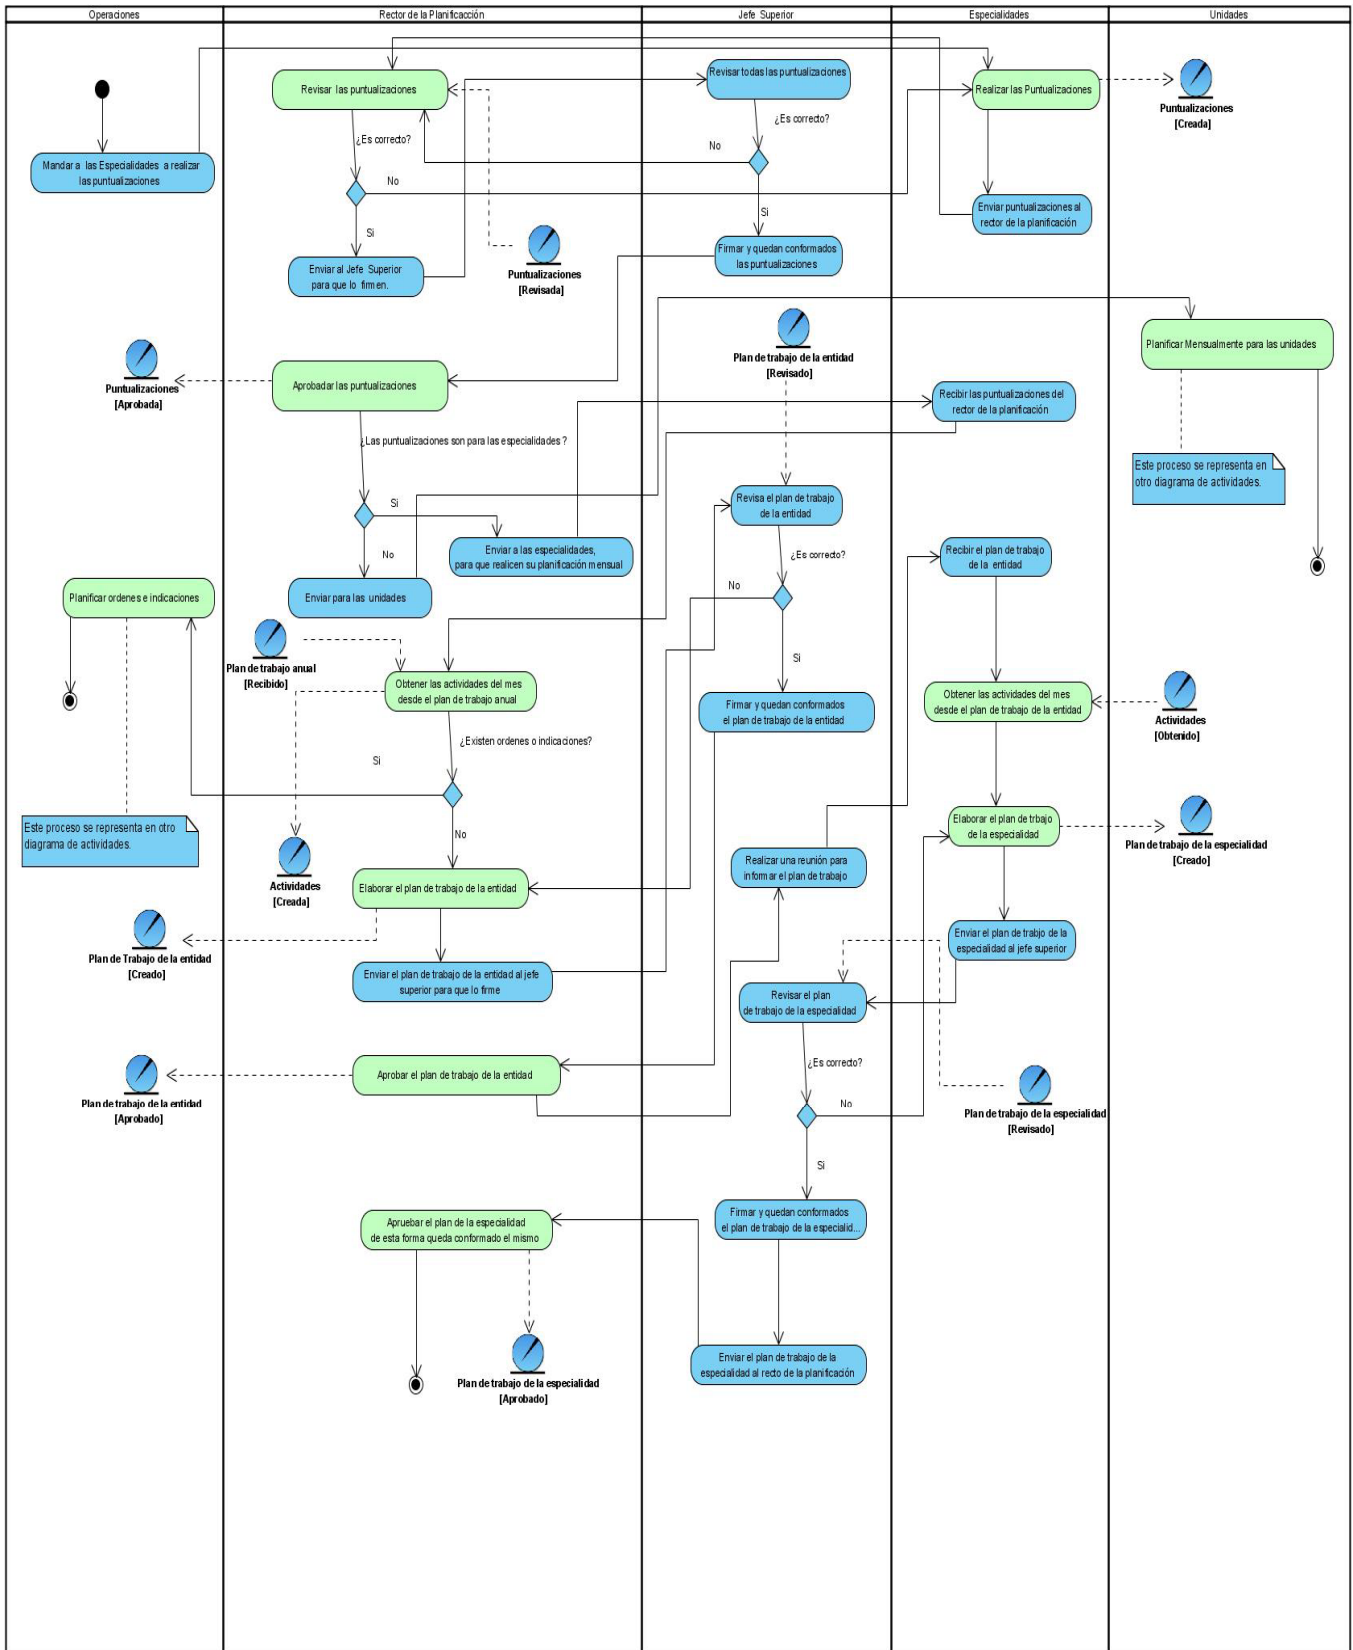 Operaciones
Rector de la Planificacción
Jefe Superior
Especialidades
Unidades
Mandar a las Especialidades a realizar
las puntualizaciones
Revisar las puntualizaciones
¿Es correcto?
No
Si
Enviar al Jefe Superior
para que lo firmen.
Puntualizaciones
[Revisada]
Revisar todas las puntualizaciones
¿Es correcto?
No
Si
Firmar y quedan conformados
las puntualizaciones
Realizar las Puntualizaciones
Puntualizaciones
[Creada]
Enviar puntualizaciones al
rector de la planificación
Planificar Mensualmente para las unidades
Este proceso se representa en
otro diagrama de actividades.
Puntualizaciones
[Aprobada]
Aprobadar las puntualizaciones
¿Las puntualizaciones son para las especialidades ?
Si
No
Enviar a las especialidades,
para que realicen su planificación mensual
Enviar para las unidades
Plan de trabajo de la entidad
[Revisado]
Recibir las puntualizaciones del
rector de la planificación
Revisa el plan de trabajo
de la entidad
¿Es correcto?
No
Si
Firmar y quedan conformados
el plan de trabajo de la entidad
Recibir el plan de trabajo
de la entidad
Planificar ordenes e indicaciones
Este proceso se representa en otro
diagrama de actividades.
Plan de trabajo anual
[Recibido]
Obtener las actividades del mes
desde el plan de trabajo anual
¿Existen ordenes o indicaciones?
Si
No
Actividades
[Creada]
Obtener las actividades del mes
desde el plan de trabajo de la entidad
Actividades
[Obtenido]
Elaborar el plan de trbajo
de la especialidad
Plan de trabajo de la especialidad
[Creado]
Realizar una reunión para
informar el plan de trabajo
Elaborar el plan de trabajo de la entidad
Plan de Trabajo de la entidad
[Creado]
Enviar el plan de trabajo de la entidad al jefe
superior para que lo firme
Enviar el plan de trabjo de la
especialidad al jefe superior
Revisar el plan
de trabajo de la especialidad
¿Es correcto?
No
Si
Aprobar el plan de trabajo de la entidad
Plan de trabajo de la entidad
[Aprobado]
Plan de trabajo de la especialidad
[Revisado]
Firmar y quedan conformados
el plan de trabajo de la especialid...
Apruebar el plan de la especialidad
de esta forma queda conformado el mismo
Plan de trabajo de la especialidad
[Aprobado]
Enviar el plan de trabajo de la
especialidad al recto de la planificación